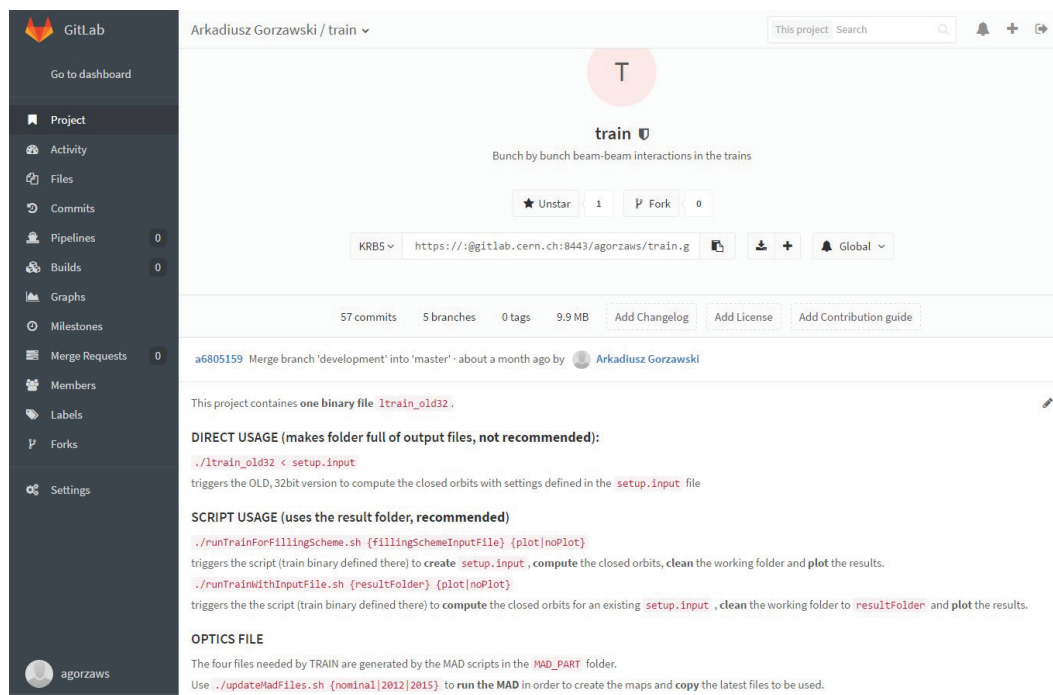 GitLab
Arkadiusz Gorzawski / train
This project Search
Go to dashboard
Project
Activity
Files
Commits
Pipelines 0
Builds 0
Graphs
Milestones
Merge Requests 0
Members
Labels
Forks
Settings
agorzaws
T
train
Bunch by bunch beam-beam interactions in the trains
Unstar 1 Fork 0
KRB5 https://:@gitlab.cern.ch:8443/agorzaws/train.g Global
57 commits 5 branches 0 tags 9.9 MB Add Changelog Add License Add Contribution guide
a6805159 Merge branch 'development' into 'master' · about a month ago by Arkadiusz Gorzawski
This project containes one binary file ltrain_old32 .
DIRECT USAGE (makes folder full of output files, not recommended):
./ltrain_old32 < setup.input
triggers the OLD, 32bit version to compute the closed orbits with settings defined in the setup.input file
SCRIPT USAGE (uses the result folder, recommended)
./runTrainForFillingScheme.sh {fillingSchemeInputFile} {plot|noPlot}
triggers the script (train binary defined there) to create setup.input , compute the closed orbits, clean the working folder and plot the results.
./runTrainWithInputFile.sh {resultFolder} {plot|noPlot}
triggers the the script (train binary defined there) to compute the closed orbits for an existing setup.input , clean the working folder to resultFolder and plot the results.
OPTICS FILE
The four files needed by TRAIN are generated by the MAD scripts in the MAD_PART folder.
Use ./updateMadFiles.sh {nominal|2012|2015} to run the MAD in order to create the maps and copy the latest files to be used.